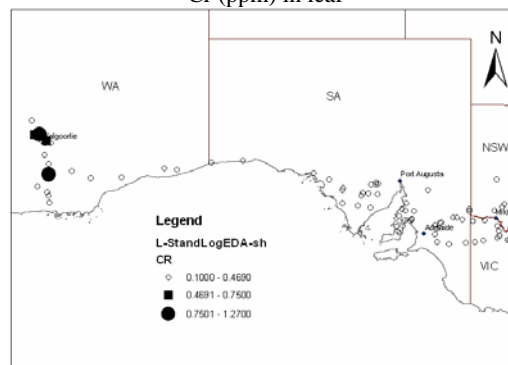 Cr (ppm) in leaf
N
WA
SA
NSW
Port Augusta
Adelaide
VIC
Legend
L-StandLogEDA-sh
CR
0.1000 - 0.4690
0.4691 - 0.7500
0.7501 - 1.2700